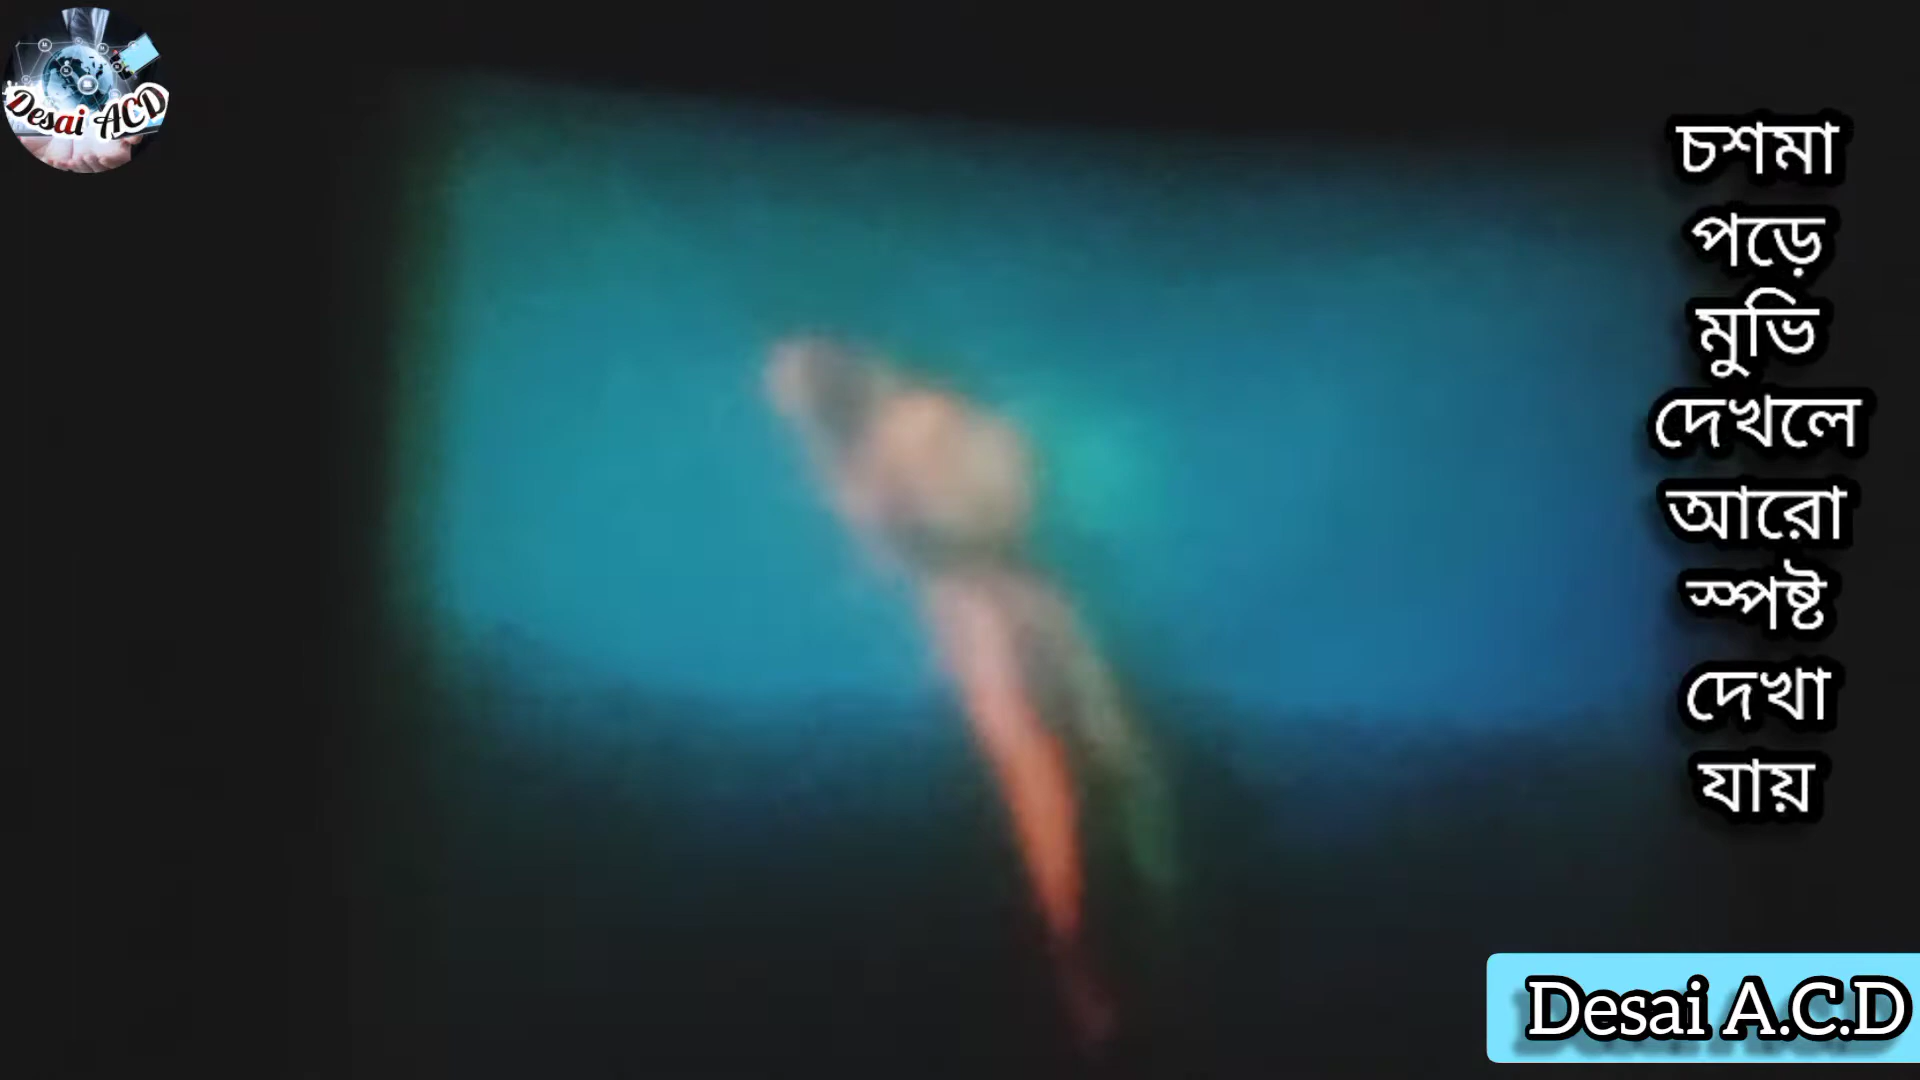 Desai ACD
চশমা
পড়ে
মুভি
দেখলে
আরো
স্পষ্ট
দেখা
যায়
Desai A.C.D